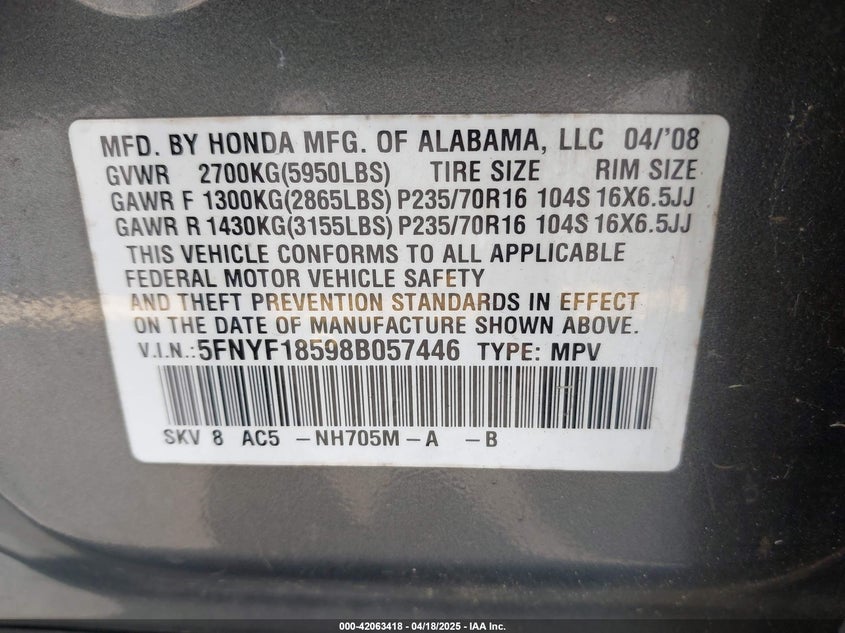 MFD. BY HONDA MFG. OF ALABAMA, LLC 04/'08
GVWR 2700KG(5950LBS) TIRE SIZE RIM SIZE
GAWR F 1300KG(2865LBS) P235/70R16 104S 16X6.5JJ
GAWR R 1430KG(3155LBS) P235/70R16 104S 16X6.5JJ
THIS VEHICLE CONFORMS TO ALL APPLICABLE
FEDERAL MOTOR VEHICLE SAFETY
AND THEFT PREVENTION STANDARDS IN EFFECT
ON THE DATE OF MANUFACTURE SHOWN ABOVE.
V.I.N.:5FNYF18598B057446 TYPE: MPV
SKV 8 AC5 -NH705M-A -B
000-42063418 - 04/18/2025 - IAA Inc.